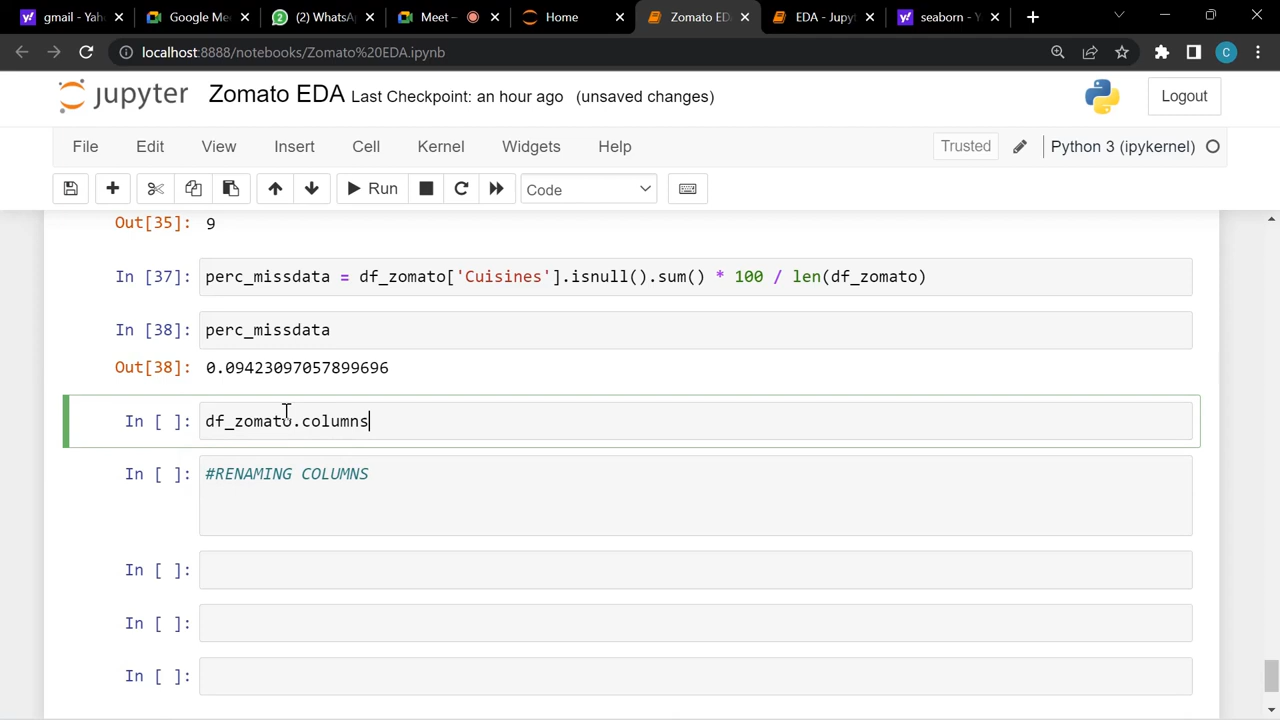 gmail - Yah
Google Me
(2) WhatsA
Meet -
Home
Zomato ED
EDA - Jupyt
seaborn - Y
localhost:8888/notebooks/Zomato%20EDA.ipynb
C
jupyter Zomato EDA Last Checkpoint: an hour ago (unsaved changes)
Logout
File Edit View Insert Cell Kernel Widgets Help
Trusted Python 3 (ipykernel)
Run Code
Out[35]: 9
In [37]: perc_missdata = df_zomato['Cuisines'].isnull().sum() * 100 / len(df_zomato)
In [38]: perc_missdata
Out[38]: 0.09423097057899696
In [ ]: df_zomato.columns
In [ ]: #RENAMING COLUMNS
In [ ]:
In [ ]:
In [ ]: